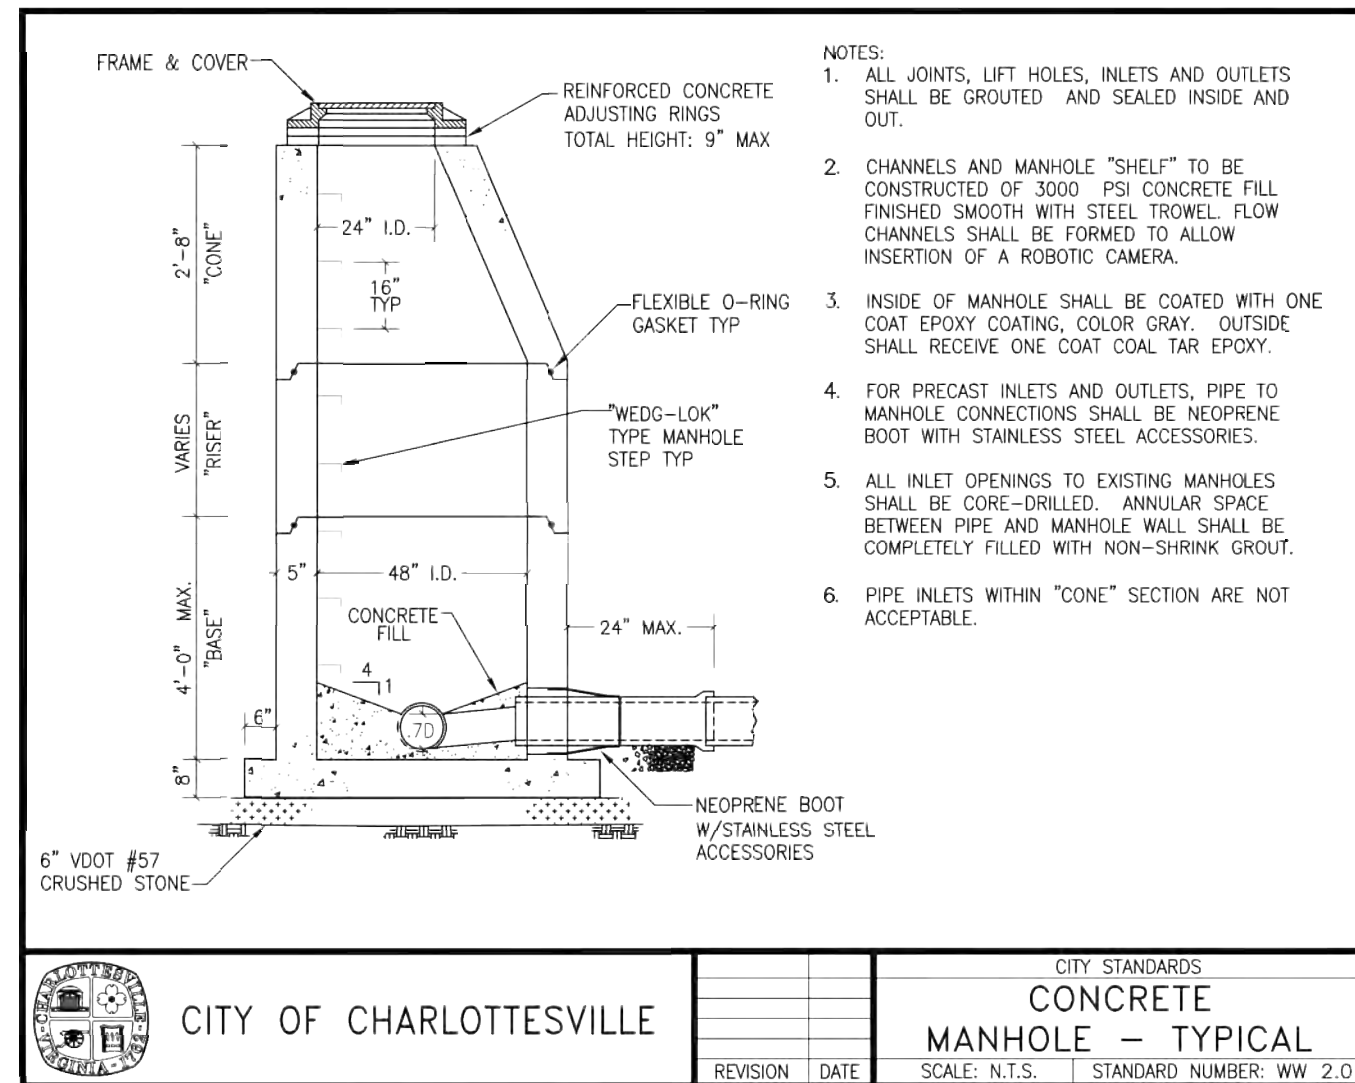 FRAME & COVER
REINFORCED CONCRETE
ADJUSTING RINGS
TOTAL HEIGHT: 9" MAX
2'-8"
"CONE"
24" I.D.
16"
TYP
FLEXIBLE O-RING
GASKET TYP
VARIES
"RISER"
"WEDG-LOK"
TYPE MANHOLE
STEP TYP
5"
48" I.D.
4'-0" MAX.
"BASE"
CONCRETE
FILL
24" MAX.
4
1
6"
.7D
8"
NEOPRENE BOOT
W/STAINLESS STEEL
ACCESSORIES
6" VDOT #57
CRUSHED STONE
NOTES:
1. ALL JOINTS, LIFT HOLES, INLETS AND OUTLETS
SHALL BE GROUTED AND SEALED INSIDE AND
OUT.
2. CHANNELS AND MANHOLE "SHELF" TO BE
CONSTRUCTED OF 3000 PSI CONCRETE FILL
FINISHED SMOOTH WITH STEEL TROWEL. FLOW
CHANNELS SHALL BE FORMED TO ALLOW
INSERTION OF A ROBOTIC CAMERA.
3. INSIDE OF MANHOLE SHALL BE COATED WITH ONE
COAT EPOXY COATING, COLOR GRAY. OUTSIDE
SHALL RECEIVE ONE COAT COAL TAR EPOXY.
4. FOR PRECAST INLETS AND OUTLETS, PIPE TO
MANHOLE CONNECTIONS SHALL BE NEOPRENE
BOOT WITH STAINLESS STEEL ACCESSORIES.
5. ALL INLET OPENINGS TO EXISTING MANHOLES
SHALL BE CORE-DRILLED. ANNULAR SPACE
BETWEEN PIPE AND MANHOLE WALL SHALL BE
COMPLETELY FILLED WITH NON-SHRINK GROUT.
6. PIPE INLETS WITHIN "CONE" SECTION ARE NOT
ACCEPTABLE.
CHARLOTTESVILLE
VIRGINIA-1762
CITY OF CHARLOTTESVILLE
REVISION
DATE
CITY STANDARDS
CONCRETE
MANHOLE - TYPICAL
SCALE: N.T.S.
STANDARD NUMBER: WW 2.0